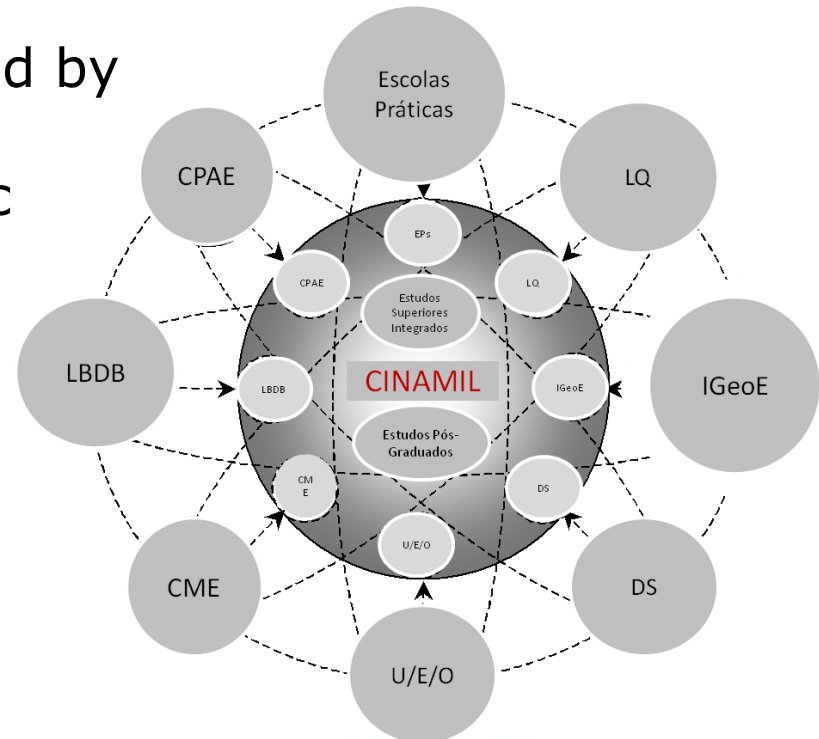 d by
c
Escolas
Práticas
CPAE
LQ
EPs
CPAE
LQ
Estudos
Superiores
Integrados
LBDB
LBDB
CINAMIL
IGeoE
IGeoE
Estudos Pós-
Graduados
CM
E
DS
U/E/O
CME
DS
U/E/O